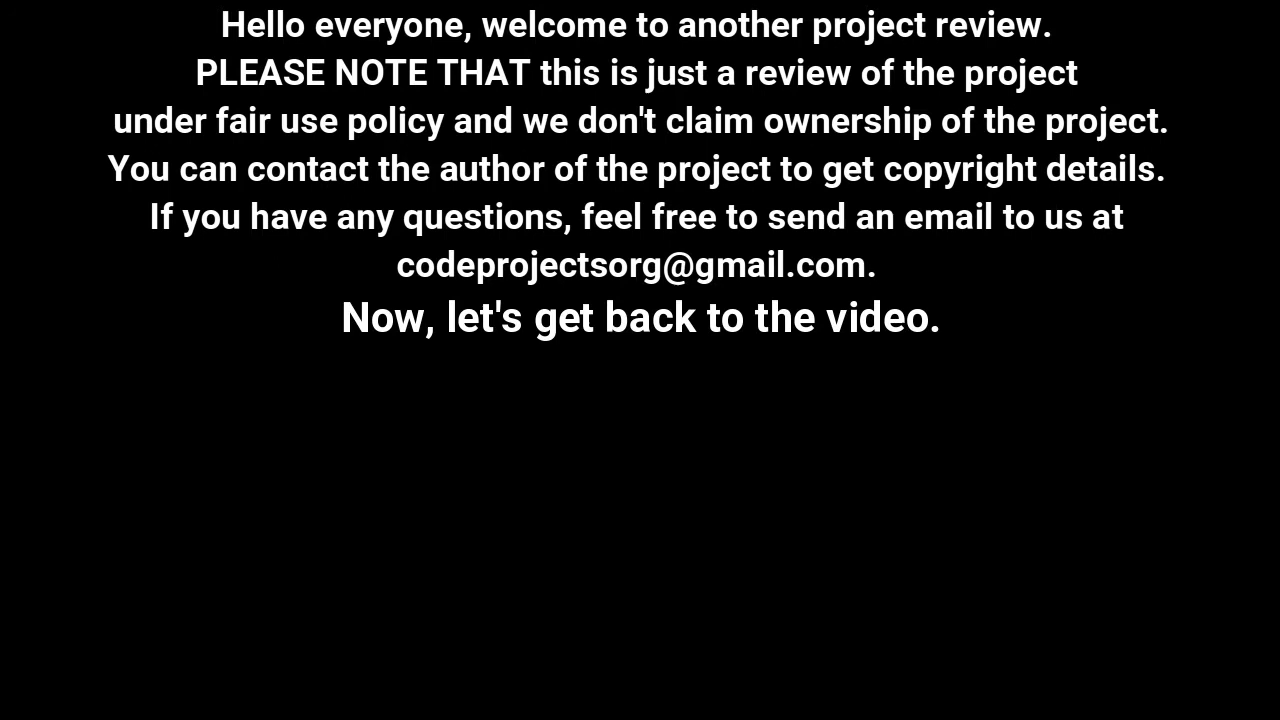 Hello everyone, welcome to another project review.
PLEASE NOTE THAT this is just a review of the project
under fair use policy and we don't claim ownership of the project.
You can contact the author of the project to get copyright details.
If you have any questions, feel free to send an email to us at
codeprojectsorg@gmail.com.
Now, let's get back to the video.